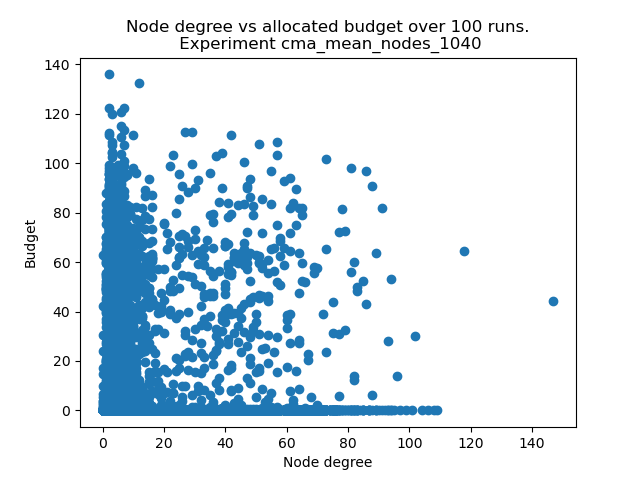 Node degree vs allocated budget over 100 runs.
Experiment cma_mean_nodes_1040
140
120
100
80
60
40
20
0
Budget
0 20 40 60 80 100 120 140
Node degree